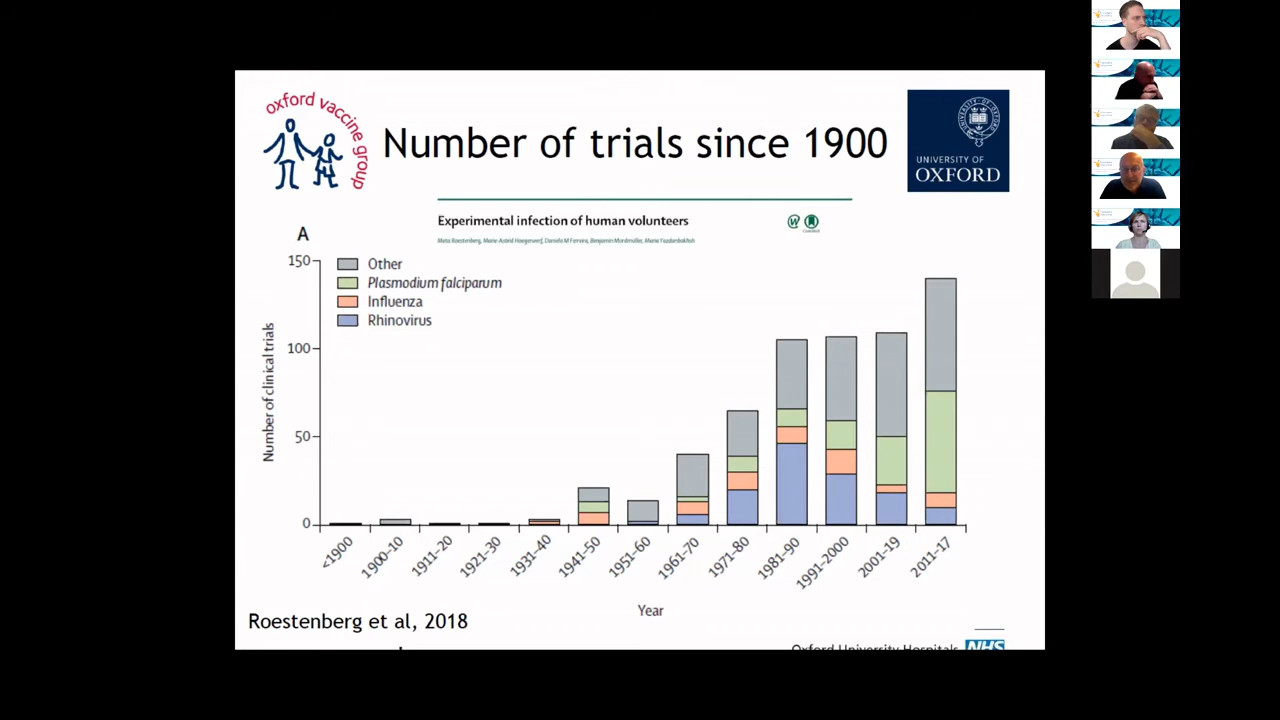 oxford vaccine group
Number of trials since 1900
UNIVERSITY OF
OXFORD
Experimental infection of human volunteers
Meta Roestenberg, Marie-Astrid Hoogerwerf, Daniela M Ferreira, Benjamin Mordmüller, Maria Yazdanbakhsh
A
150
100
50
0
Number of clinical trials
Other
Plasmodium falciparum
Influenza
Rhinovirus
<1900
1900–10
1911–20
1921–30
1931–40
1941–50
1951–60
1961–70
1971–80
1981–90
1991–2000
2001–19
2011–17
Year
Roestenberg et al, 2018
Oxford University Hospitals
NHS